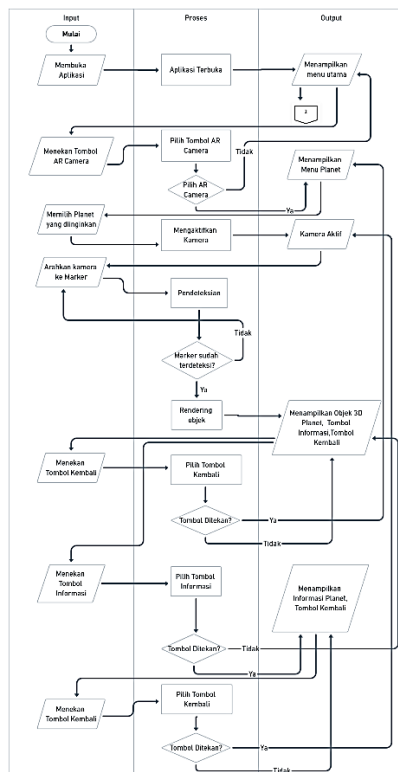 Input
Proses
Output
Mulai
Mambuka
Aplikasi
Aplikasi Terbuka
Menampilkan
menu utama
Menekan Tombol
AR Camera
Pilih Tombol AR
Camera
Tidak
Pilih AR
Camera
Ya
Menampilkan
Menu Planet
Memilih Planet
yang diinginkan
Mengaktifkan
Kamera
Kamera Aktif
Arahkan kamera
ke Marker
Pendeteksian
Tidak
Marker sudah
terdeteksi?
Ya
Rendering
objek
Menampilkan Objek 3D
Planet, Tombol
Informasi,Tombol
Kembali
Menekan
Tombol Kembali
Pilih Tombol
Kembali
Tombol Ditekan?
Ya
Tidak
Menekan
Tombol
Informasi
Pilih Tombol
Informasi
Menampilkan
Informasi Planet,
Tombol Kembali
Tombol Ditekan?
Tidak
Ya
Menekan
Tombol Kembali
Pilih Tombol
Kembali
Tombol Ditekan?
Ya
Tidak